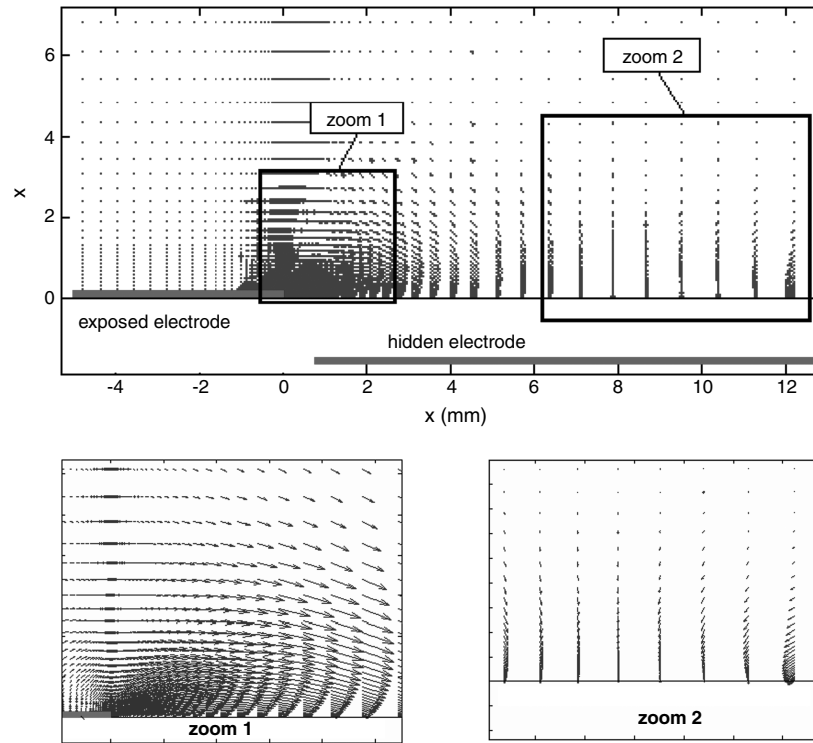 6
zoom 2
4
zoom 1
x
2
0
exposed electrode
hidden electrode
-4 -2 0 2 4 6 8 10 12
x (mm)
zoom 1
zoom 2